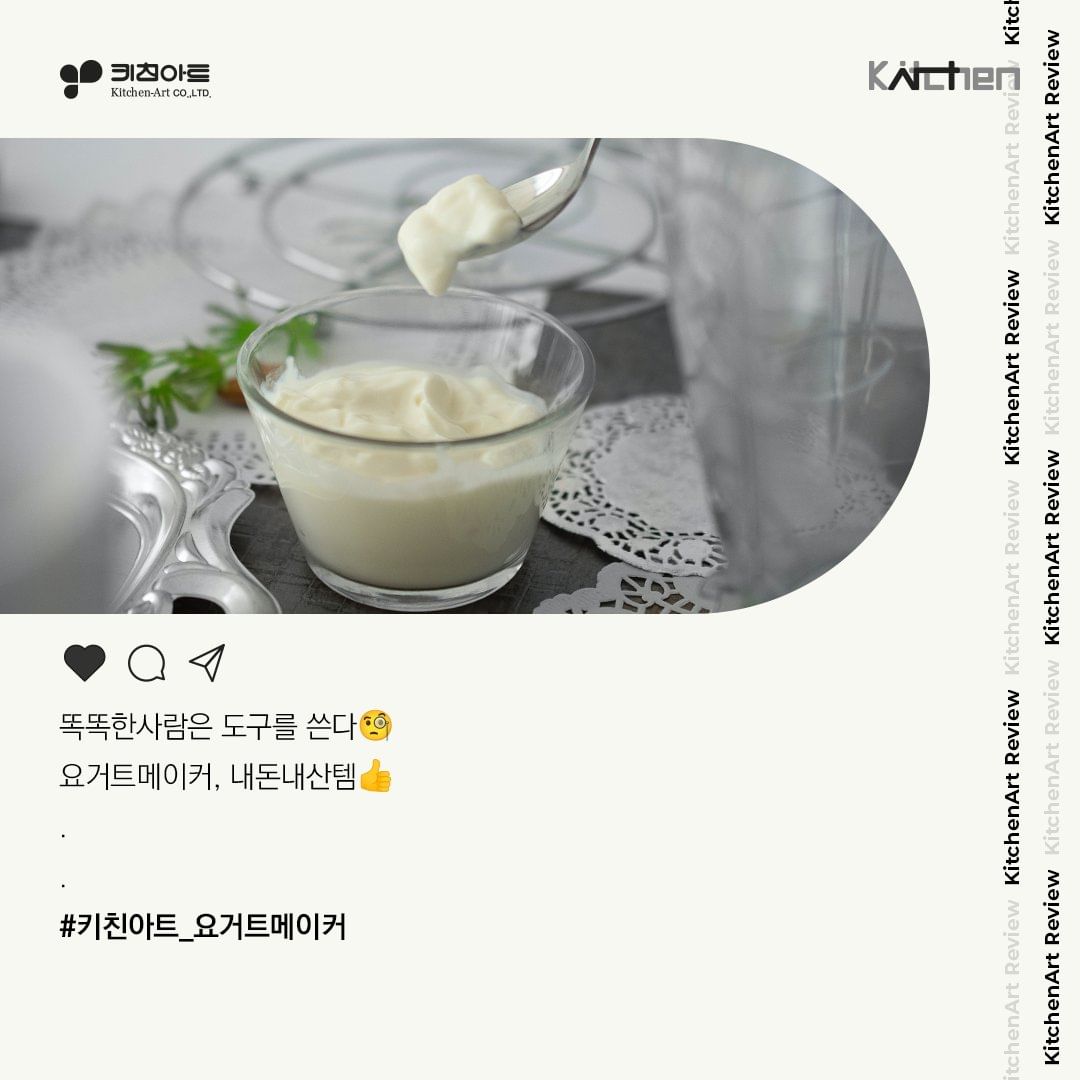 키친아트
Kitchen-Art CO.,LTD.
KitchenArt
똑똑한사람은 도구를 쓴다🧐
요거트메이커, 내돈내산템👍
.
.
#키친아트_요거트메이커
KitchenArt Review KitchenArt Review KitchenArt Review KitchenArt Review KitchenArt Review
KitchenArt Review KitchenArt Review KitchenArt Review KitchenArt Review KitchenArt Review